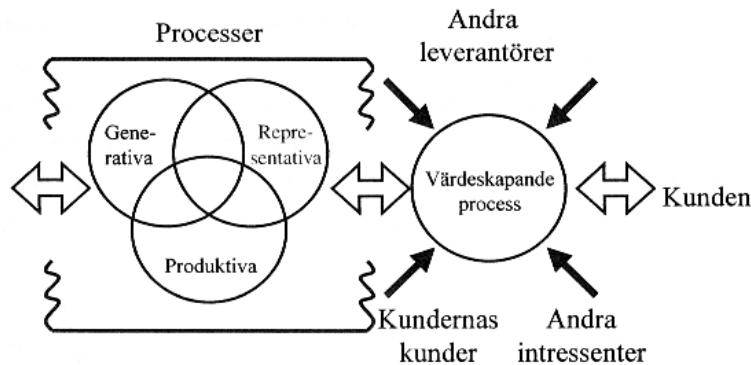 Processer
Andra
leverantörer
Gene-
rativa
Repre-
sentativa
Produktiva
Värdeskapande
process
Kunden
Kundernas
kunder
Andra
intressenter